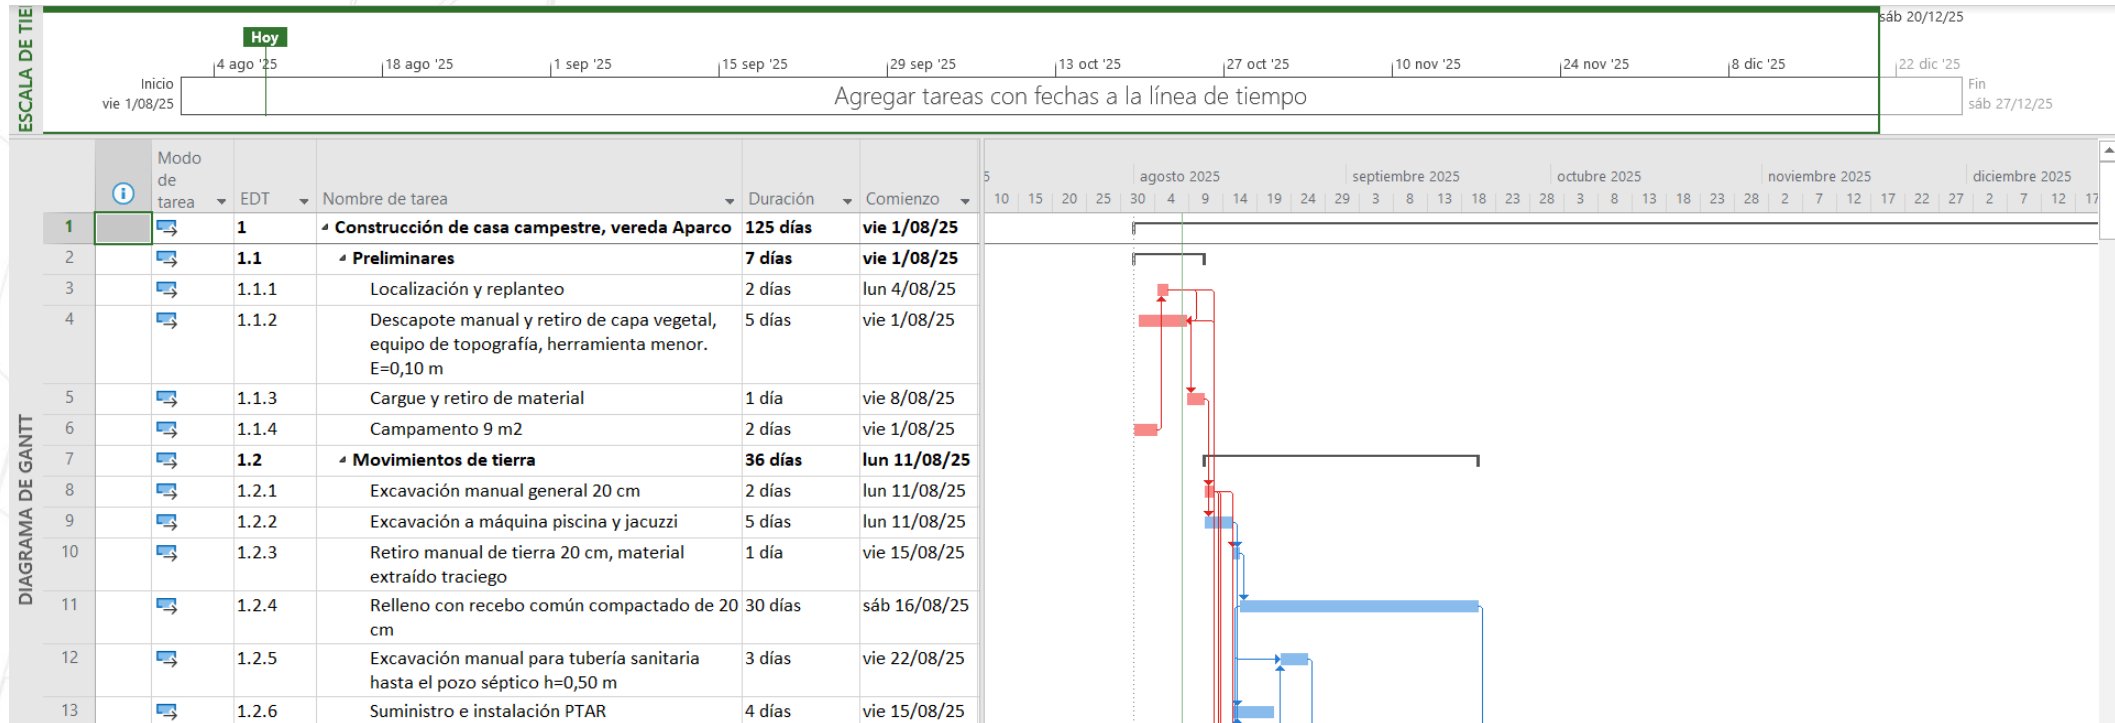 ESCALA DE TIE
sáb 20/12/25
Hoy
4 ago '25 18 ago '25 1 sep '25 15 sep '25 29 sep '25 13 oct '25 27 oct '25 10 nov '25 24 nov '25 8 dic '25 22 dic '25
Inicio
vie 1/08/25
Agregar tareas con fechas a la línea de tiempo
Fin
sáb 27/12/25
DIAGRAMA DE GANTT
Modo de tarea EDT Nombre de tarea Duración Comienzo
5 agosto 2025 septiembre 2025 octubre 2025 noviembre 2025 diciembre 2025
10 15 20 25 30 4 9 14 19 24 29 3 8 13 18 23 28 3 8 13 18 23 28 2 7 12 17 22 27 2 7 12 17
1 1 Construcción de casa campestre, vereda Aparco 125 días vie 1/08/25
2 1.1 Preliminares 7 días vie 1/08/25
3 1.1.1 Localización y replanteo 2 días lun 4/08/25
4 1.1.2 Descapote manual y retiro de capa vegetal, 5 días vie 1/08/25
equipo de topografía, herramienta menor.
E=0,10 m
5 1.1.3 Cargue y retiro de material 1 día vie 8/08/25
6 1.1.4 Campamento 9 m2 2 días vie 1/08/25
7 1.2 Movimientos de tierra 36 días lun 11/08/25
8 1.2.1 Excavación manual general 20 cm 2 días lun 11/08/25
9 1.2.2 Excavación a máquina piscina y jacuzzi 5 días lun 11/08/25
10 1.2.3 Retiro manual de tierra 20 cm, material 1 día vie 15/08/25
extraído traciego
11 1.2.4 Relleno con recebo común compactado de 20 30 días sáb 16/08/25
cm
12 1.2.5 Excavación manual para tubería sanitaria 3 días vie 22/08/25
hasta el pozo séptico h=0,50 m
13 1.2.6 Suministro e instalación PTAR 4 días vie 15/08/25